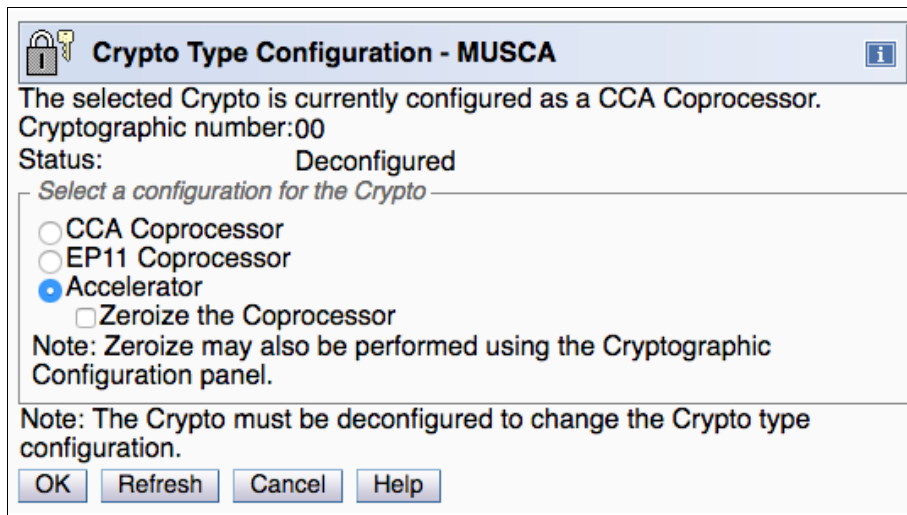 Crypto Type Configuration - MUSCA
i
The selected Crypto is currently configured as a CCA Coprocessor.
Cryptographic number:00
Status: Deconfigured
Select a configuration for the Crypto
CCA Coprocessor
EP11 Coprocessor
Accelerator
Zeroize the Coprocessor
Note: Zeroize may also be performed using the Cryptographic
Configuration panel.
Note: The Crypto must be deconfigured to change the Crypto type
configuration.
OK Refresh Cancel Help